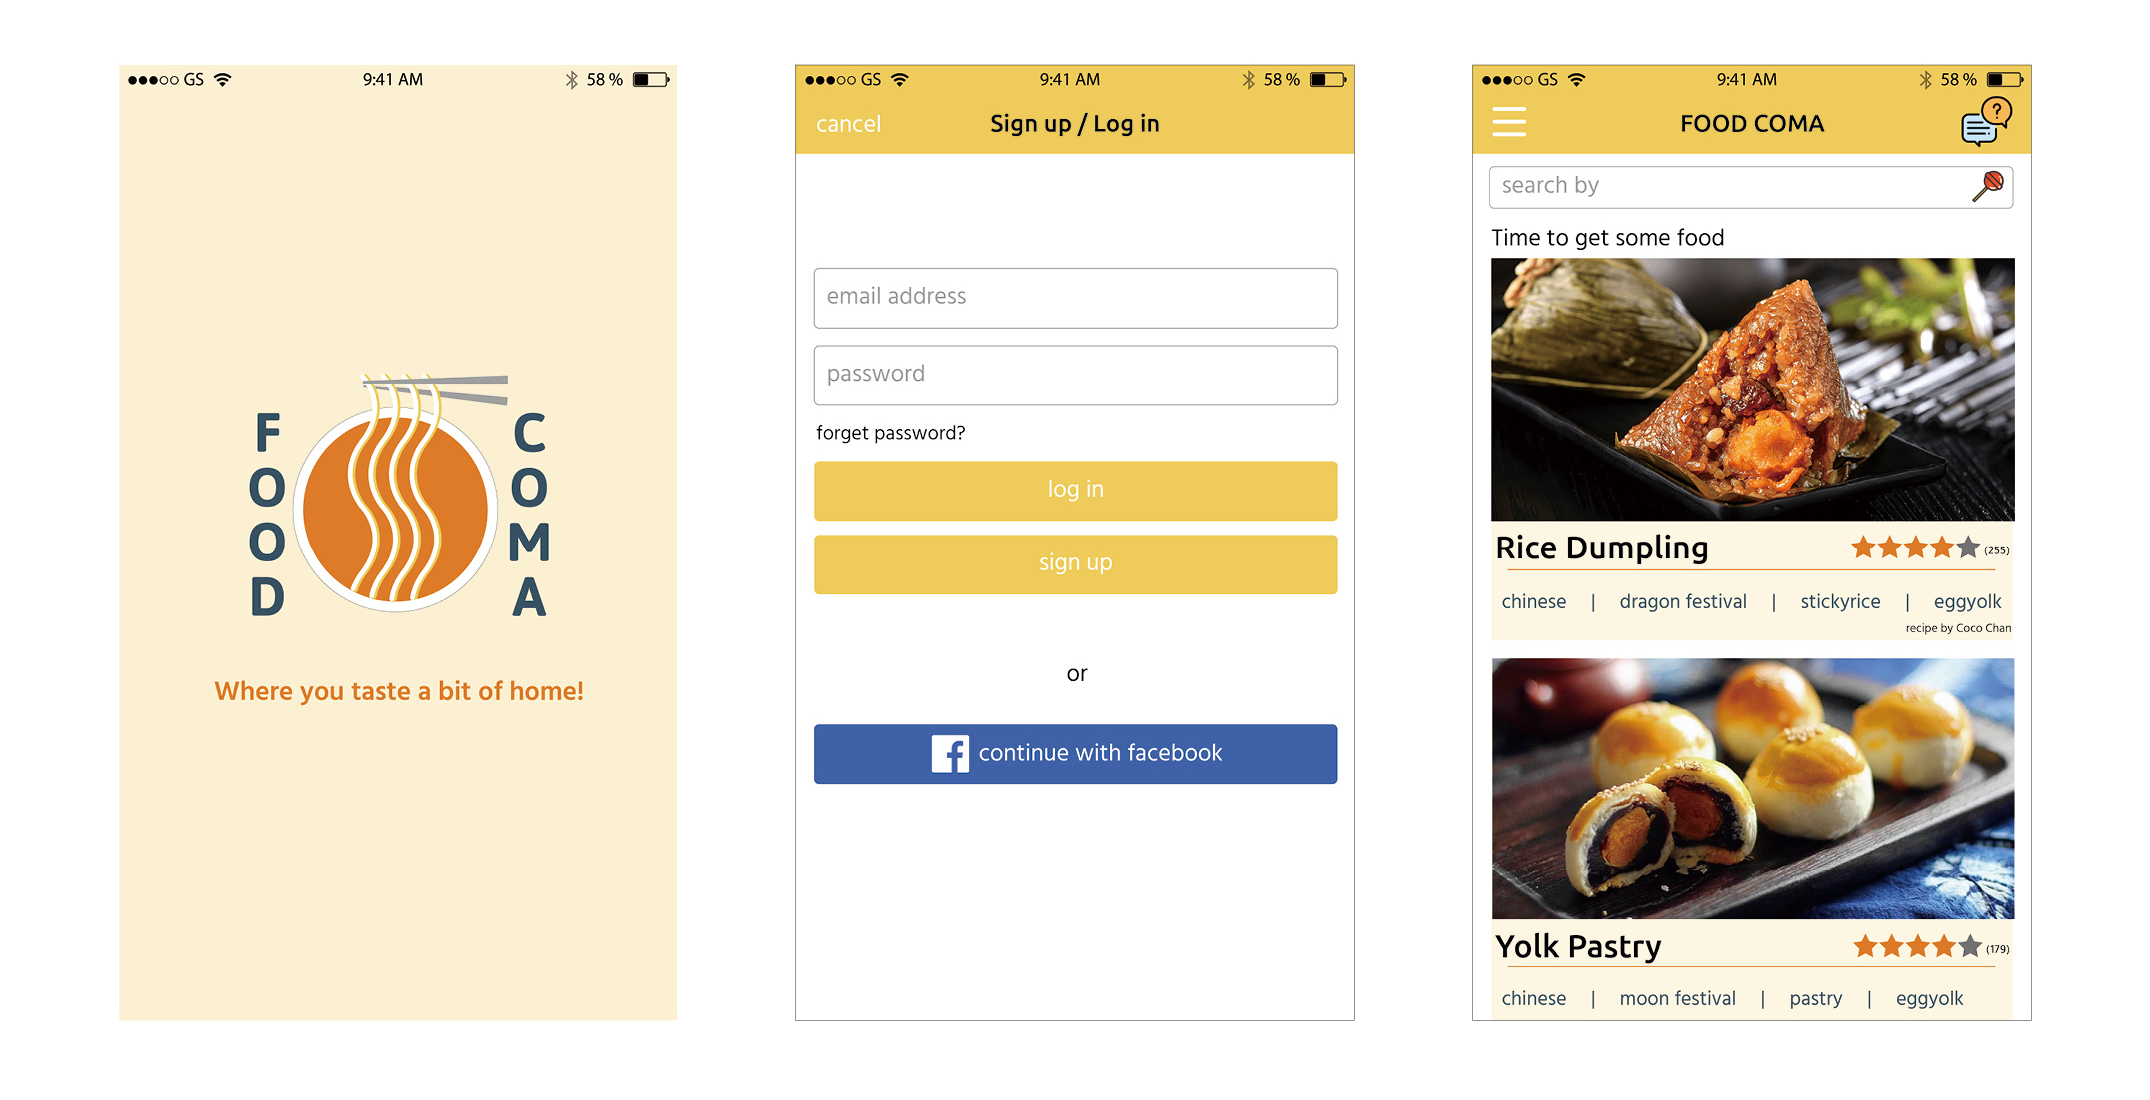 GS 9:41 AM 58 %
FOOD
COMA
Where you taste a bit of home!
GS 9:41 AM 58 %
cancel Sign up / Log in
email address
password
forget password?
log in
sign up
or
continue with facebook
GS 9:41 AM 58 %
FOOD COMA ?
search by
Time to get some food
Rice Dumpling (255)
chinese | dragon festival | stickyrice | eggyolk
recipe by Coco Chan
Yolk Pastry (179)
chinese | moon festival | pastry | eggyolk